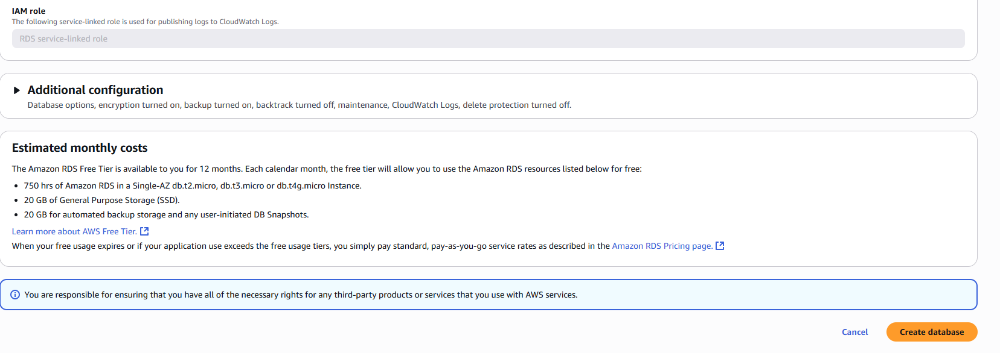 IAM role
The following service-linked role is used for publishing logs to CloudWatch Logs.
RDS service-linked role
Additional configuration
Database options, encryption turned on, backup turned on, backtrack turned off, maintenance, CloudWatch Logs, delete protection turned off.
Estimated monthly costs
The Amazon RDS Free Tier is available to you for 12 months. Each calendar month, the free tier will allow you to use the Amazon RDS resources listed below for free:
• 750 hrs of Amazon RDS in a Single-AZ db.t2.micro, db.t3.micro or db.t4g.micro Instance.
• 20 GB of General Purpose Storage (SSD).
• 20 GB for automated backup storage and any user-initiated DB Snapshots.
Learn more about AWS Free Tier.
When your free usage expires or if your application use exceeds the free usage tiers, you simply pay standard, pay-as-you-go service rates as described in the Amazon RDS Pricing page.
You are responsible for ensuring that you have all of the necessary rights for any third-party products or services that you use with AWS services.
Cancel
Create database